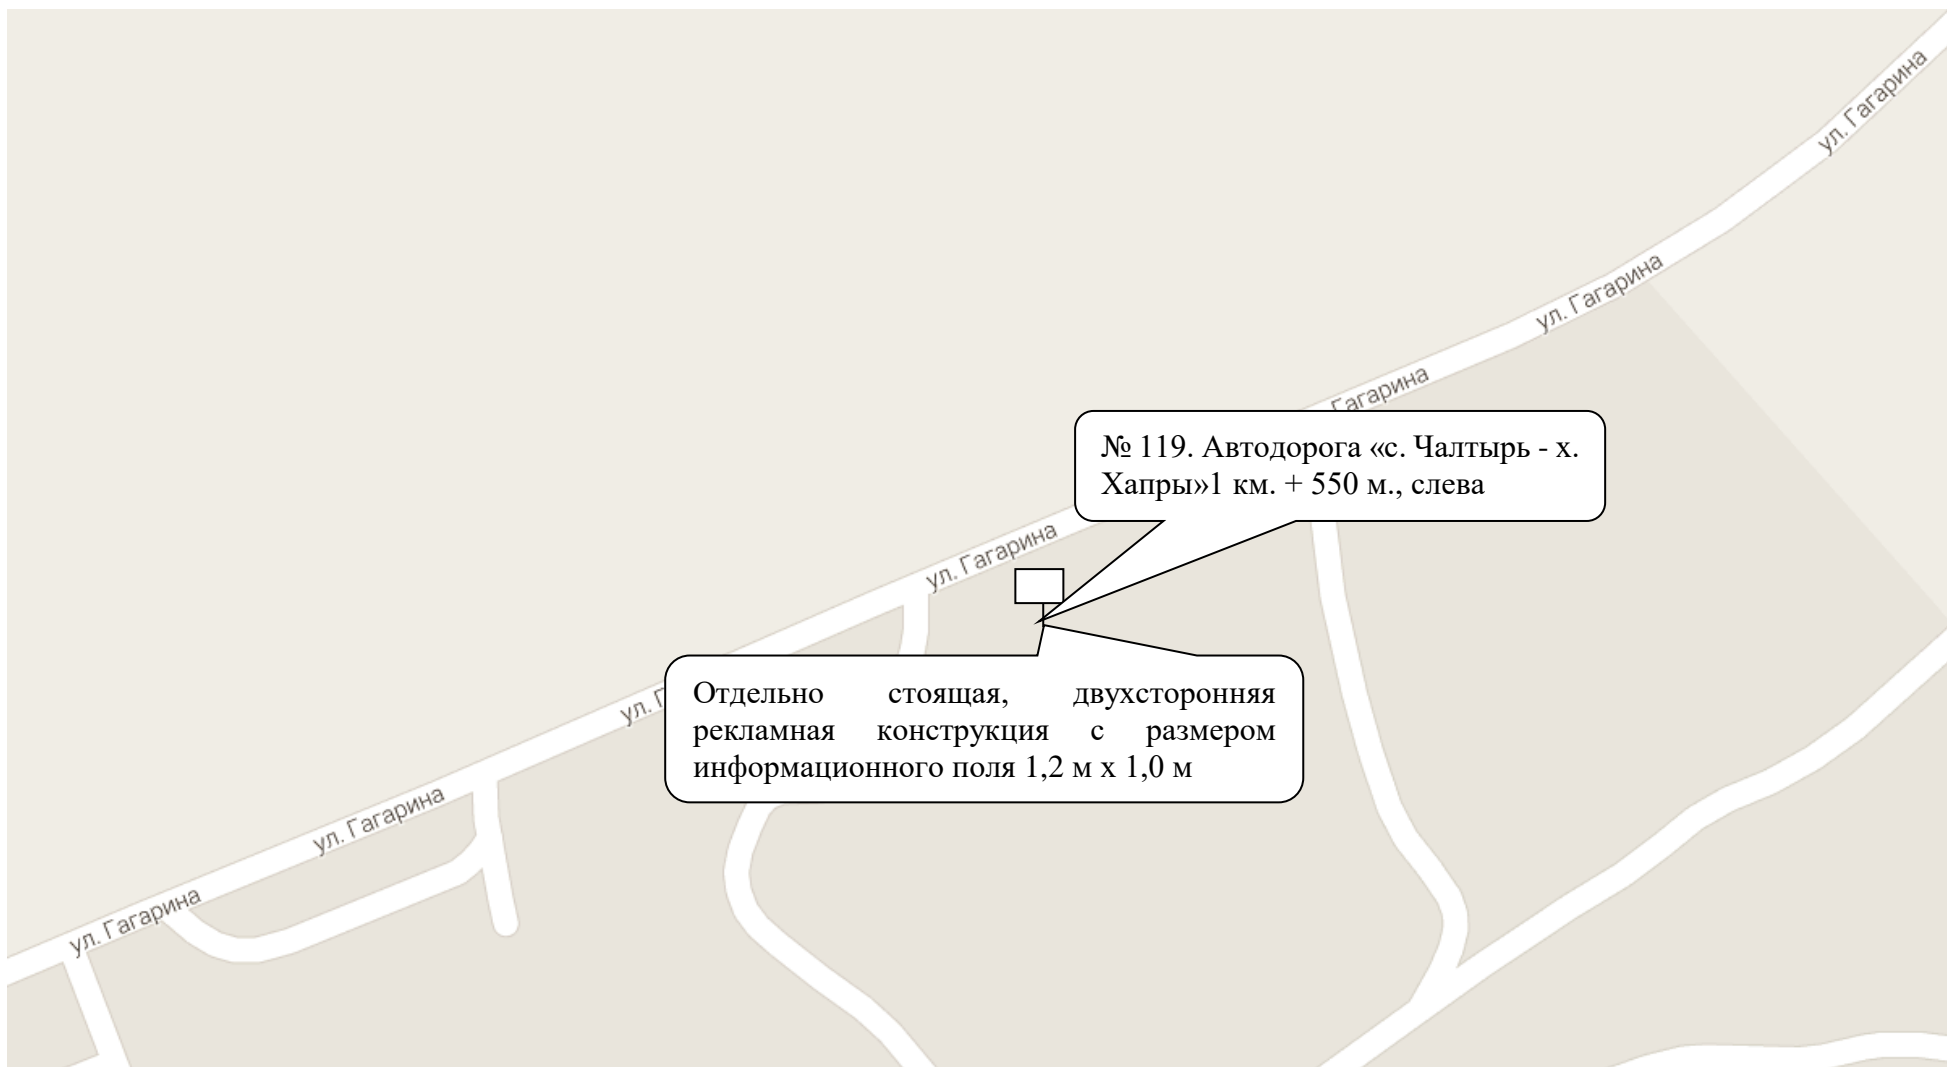 ул. Гагарина
ул. Гагарина
Гагарина
№ 119. Автодорога «с. Чалтырь - х.
Хапры»1 км. + 550 м., слева
ул. Гагарина
Отдельно стоящая, двухсторонняя
рекламная конструкция с размером
информационного поля 1,2 м х 1,0 м
ул.
ул. Гагарина
ул. Гагарина